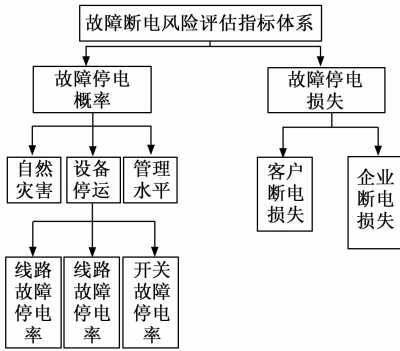 故障断电风险评估指标体系
故障停电
概率
故障停电
损失
自然
灾害
设备
停运
管理
水平
客户
断电
损失
企业
断电
损失
线路
故障
停电
率
线路
故障
停电
率
开关
故障
停电
率